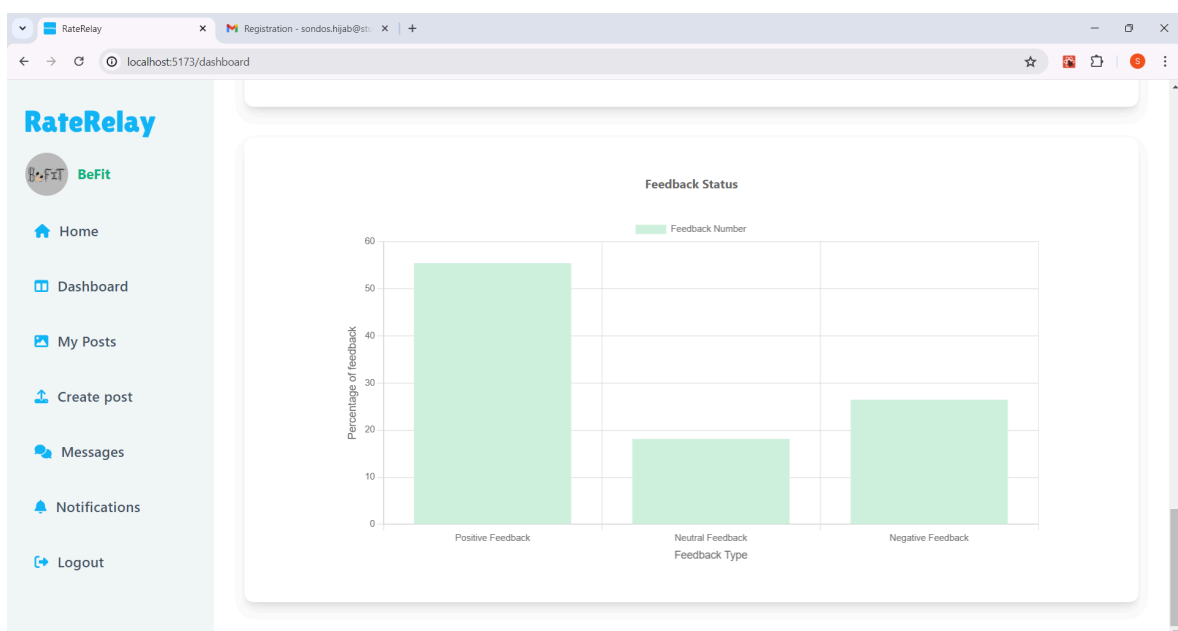 RateRelay
Registration - sondos.hijab@st
localhost:5173/dashboard
S
RateRelay
BeFiT
BeFit
Home
Dashboard
My Posts
Create post
Messages
Notifications
Logout
Feedback Status
Feedback Number
60
50
40
30
20
10
0
Percentage of feedback
Positive Feedback
Neutral Feedback
Negative Feedback
Feedback Type